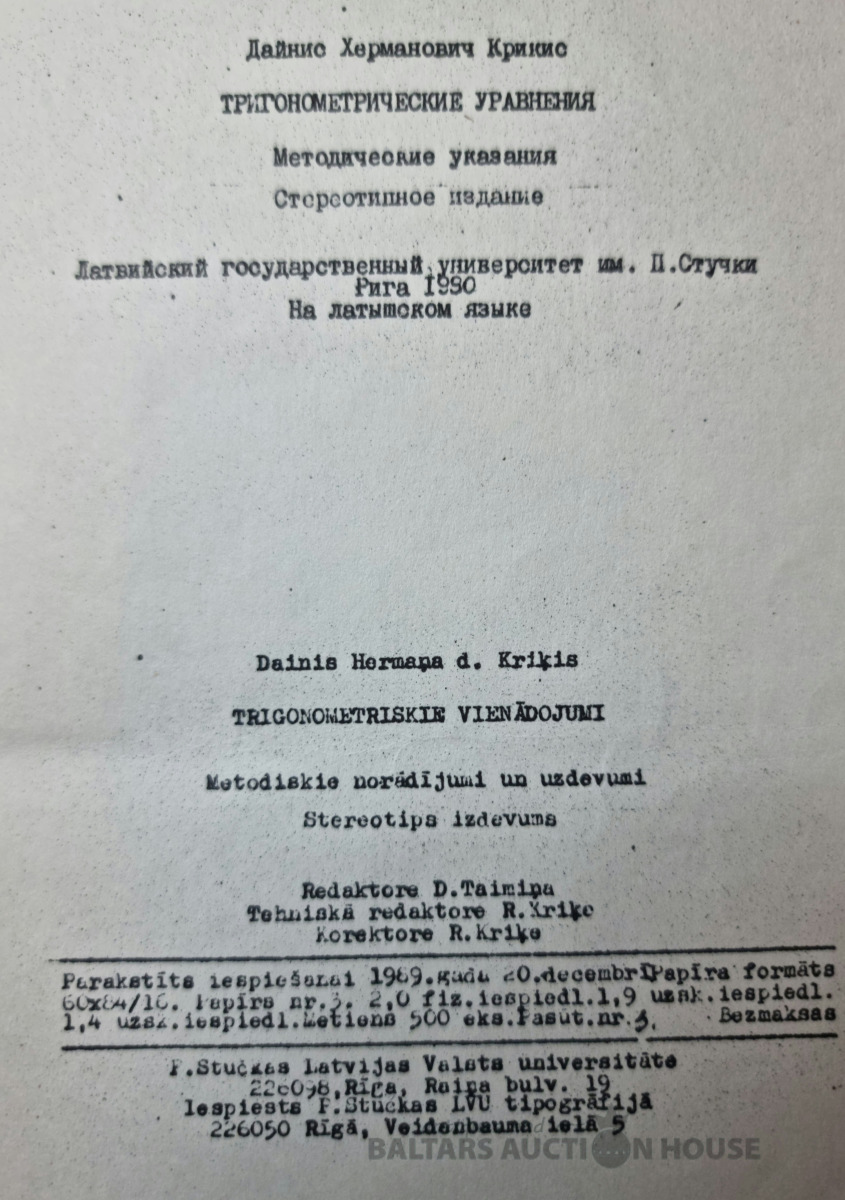 Дайнис Херманович Крикис
ТРИГОНОМЕТРИЧЕСКИЕ УРАВНЕНИЯ
Методические указания
Стереотипное издание
Латвийский государственный университет им. П.Стучки
Рига 1990
На латышском языке
Dainis Hermaņa d. Kriķis
TRIGONOMETRISKIE VIENĀDOJUMI
Metodiskie norādījumi un uzdevumi
Stereotips izdevums
Redaktore D.Taimiņa
Tehniskā redaktore R.Kriķe
Korektore R.Kriķe
Parakstīts iespiešanai 1989.gada 20.decembrī Papīra formāts
60x84/16. Papīrs nr.3. 2,0 fiz.iespiedl.1,9 uzsk.iespiedl.
1,4 uzsk.iespiedl.Metiens 500 eks.Pasūt.nr. Bezmaksas
P.Stučkas Latvijas Valsts universitāte
226098,Rīga, Raiņa bulv. 19
Iespiests P.Stučkas LVU tipogrāfijā
226050 Rīgā, Veidenbauma ielā 5
BALTARS AUCTION HOUSE